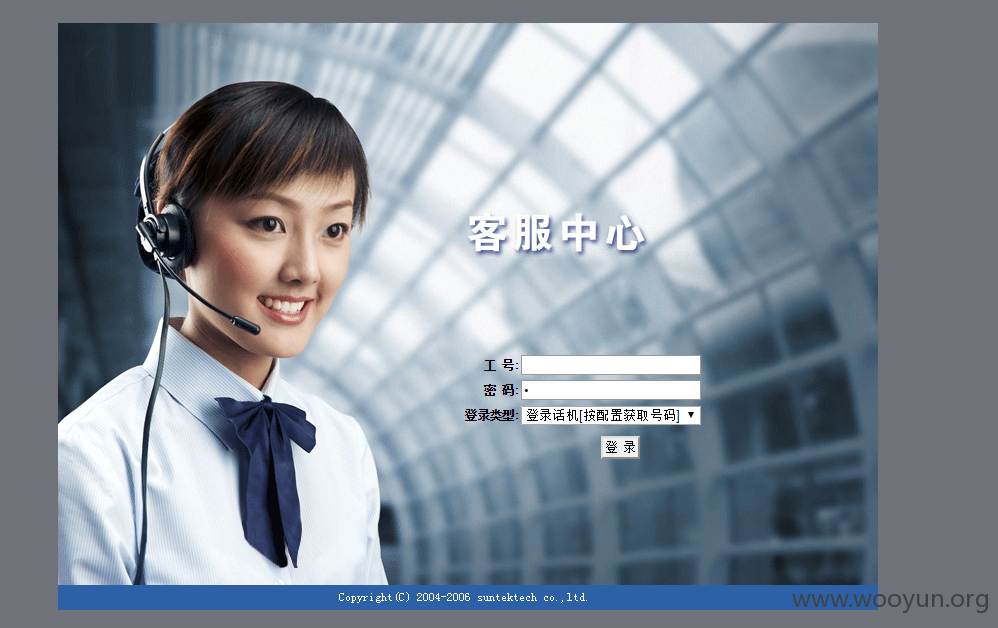 客服中心
工 号:
密 码: •
登录类型: 登录话机[按配置获取号码]
登 录
Copyright(C) 2004-2006 suntektech co.,ltd.
www.wooyun.org